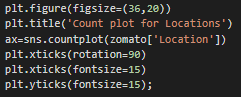 plt.figure(figsize=(36,20))
plt.title('Count plot for Locations')
ax=sns.countplot(zomato['Location'])
plt.xticks(rotation=90)
plt.xticks(fontsize=15)
plt.yticks(fontsize=15);